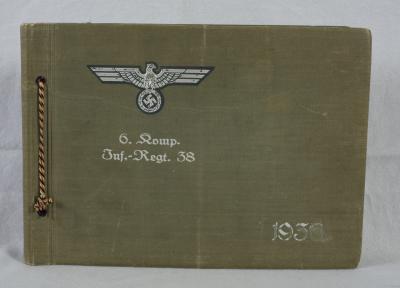 6. Komp.
Inf.-Regt. 38